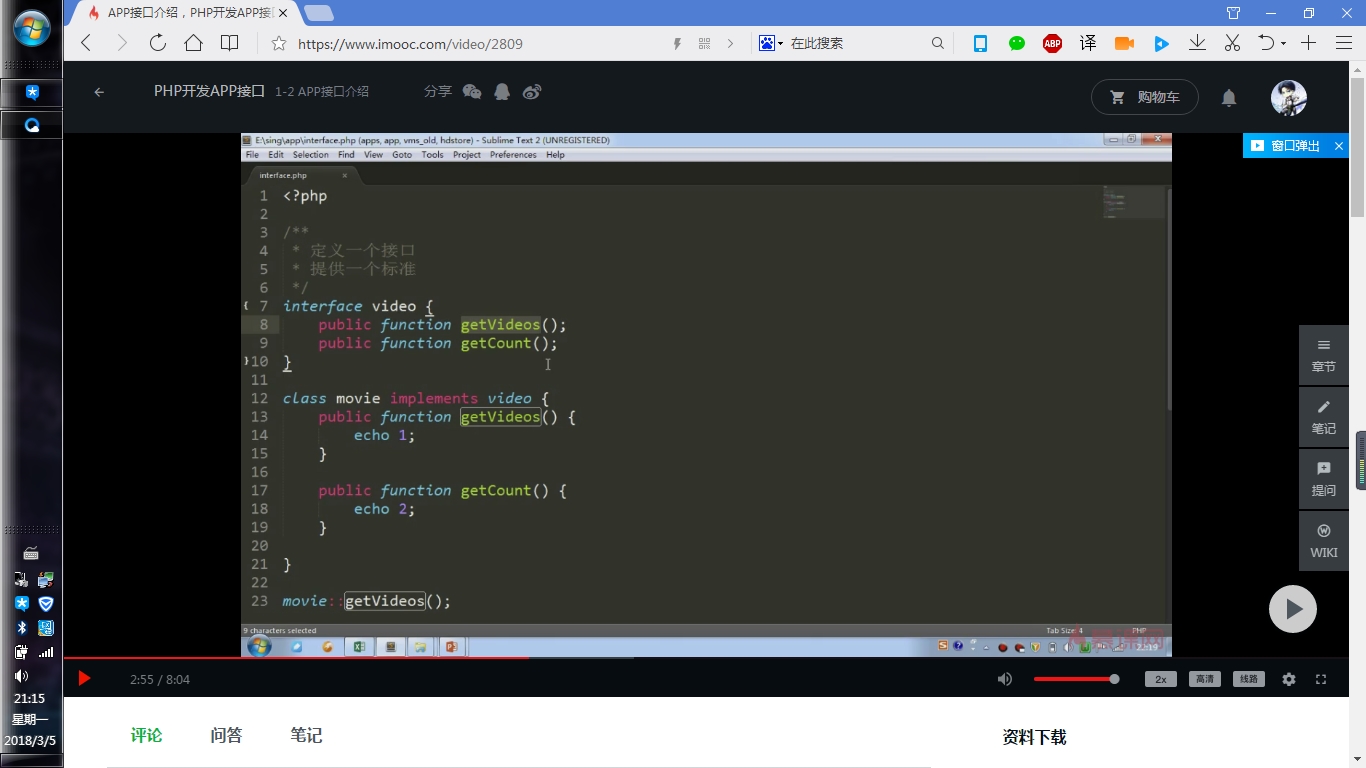 APP接口介绍，PHP开发APP接
https://www.imooc.com/video/2809
在此搜索
ABP
译
PHP开发APP接口 1-2 APP接口介绍
分享
购物车
窗口弹出
E:\sing\app\interface.php (apps, app, vms_old, hdstore) - Sublime Text 2 (UNREGISTERED)
File Edit Selection Find View Goto Tools Project Preferences Help
interface.php
1 <?php
2
3 /**
4 * 定义一个接口
5 * 提供一个标准
6 */
7 interface video {
8 public function getVideos();
9 public function getCount();
10 }
11
12 class movie implements video {
13 public function getVideos() {
14 echo 1;
15 }
16
17 public function getCount() {
18 echo 2;
19 }
20
21 }
22
23 movie::getVideos();
9 characters selected
Tab Size: 4
PHP
慕课网
22:19
章节
笔记
提问
WIKI
2:55 / 8:04
2x
高清
线路
评论
问答
笔记
资料下载
21:15
星期一
2018/3/5